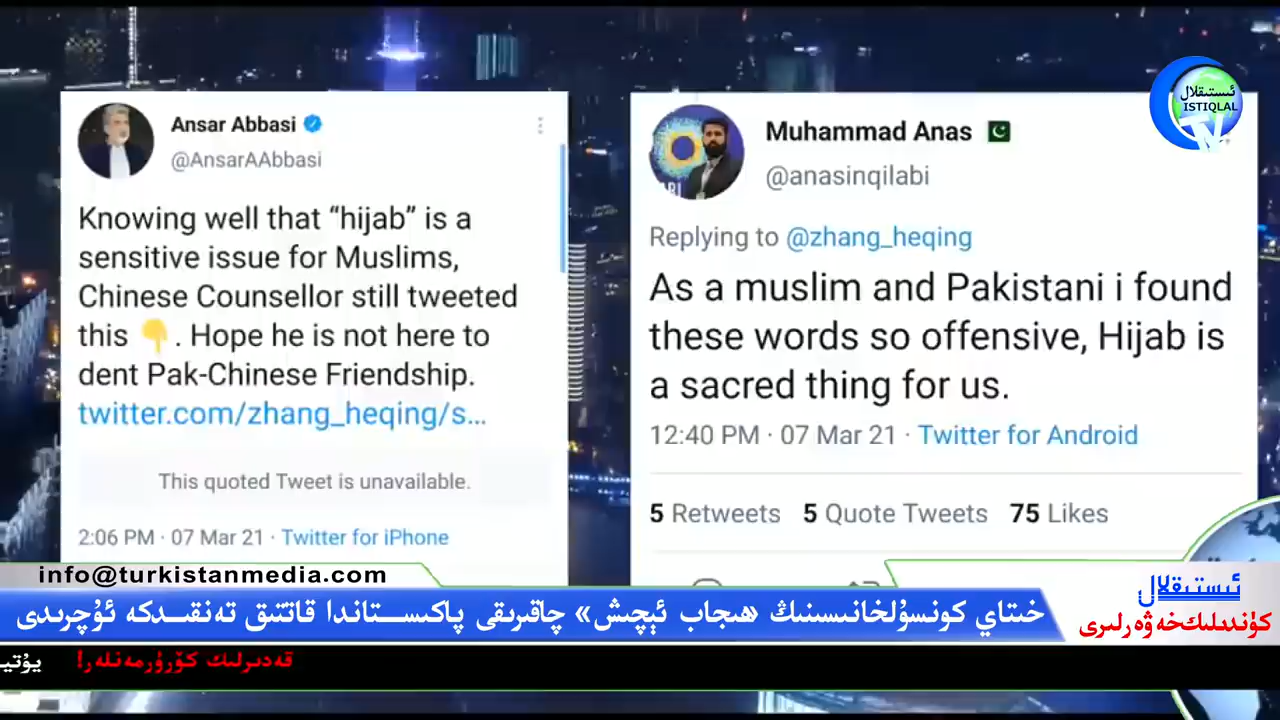 Ansar Abbasi
@AnsarAAbbasi
Knowing well that “hijab” is a
sensitive issue for Muslims,
Chinese Counsellor still tweeted
this 👇. Hope he is not here to
dent Pak-Chinese Friendship.
twitter.com/zhang_heqing/s...
This quoted Tweet is unavailable.
2:06 PM · 07 Mar 21 · Twitter for iPhone
Muhammad Anas 🇵🇰
@anasinqilabi
Replying to @zhang_heqing
As a muslim and Pakistani i found
these words so offensive, Hijab is
a sacred thing for us.
12:40 PM · 07 Mar 21 · Twitter for Android
5 Retweets 5 Quote Tweets 75 Likes
ئىستىقلال
ISTIQLAL
TV
info@turkistanmedia.com
خىتاي كونسۇلخانىسىنىڭ «ھىجاب ئېچىش» چاقىرىقى پاكىستاندا قاتتىق تەنقىدكە ئۇچرىدى
ئىستىقلال
كۈندىلىك خەۋەرلىرى
قەدىرلىك كۆرۈرمەنلەر!
يۇتي